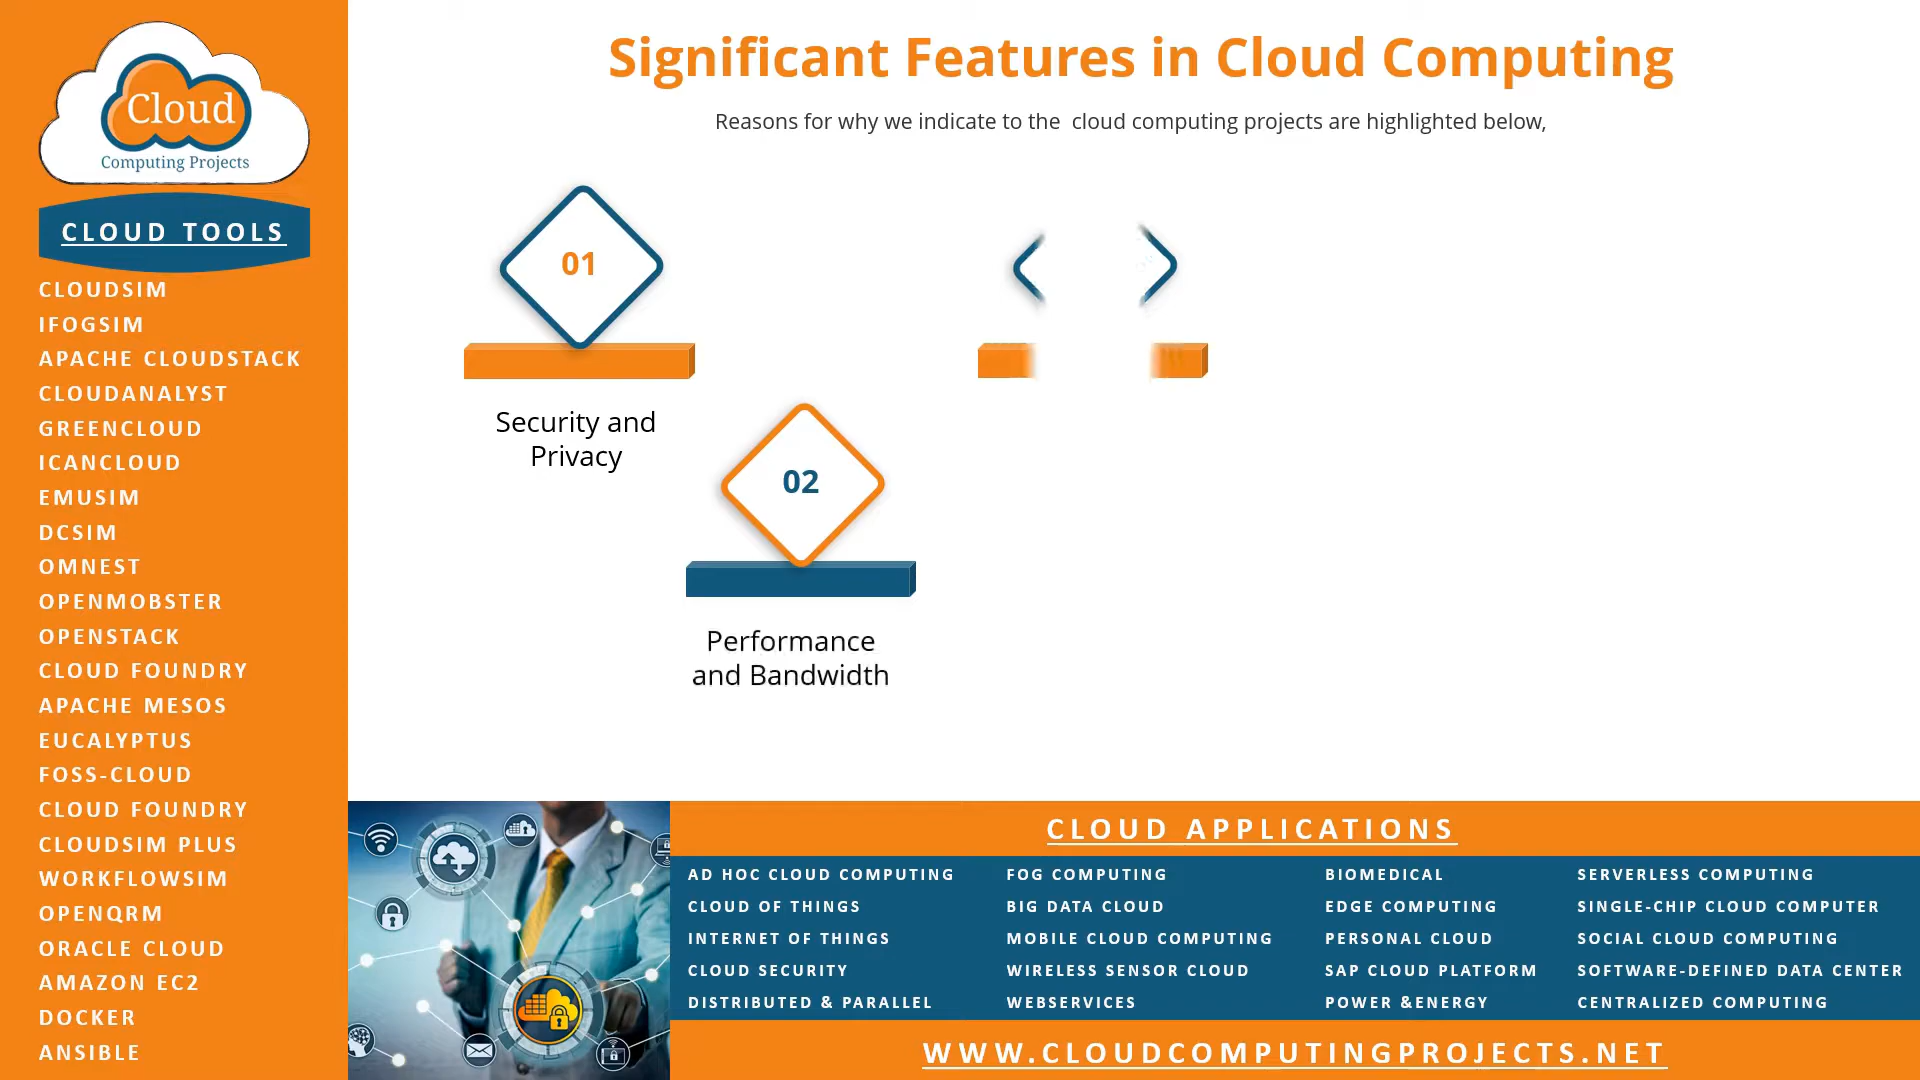 Cloud
Computing Projects
CLOUD TOOLS
CLOUDSIM
IFOGSIM
APACHE CLOUDSTACK
CLOUDANALYST
GREENCLOUD
ICANCLOUD
EMUSIM
DCSIM
OMNEST
OPENMOBSTER
OPENSTACK
CLOUD FOUNDRY
APACHE MESOS
EUCALYPTUS
FOSS-CLOUD
CLOUD FOUNDRY
CLOUDSIM PLUS
WORKFLOWSIM
OPENQRM
ORACLE CLOUD
AMAZON EC2
DOCKER
ANSIBLE
Significant Features in Cloud Computing
Reasons for why we indicate to the  cloud computing projects are highlighted below,
01
Security and
Privacy
02
Performance
and Bandwidth
CLOUD APPLICATIONS
AD HOC CLOUD COMPUTING
CLOUD OF THINGS
INTERNET OF THINGS
CLOUD SECURITY
DISTRIBUTED & PARALLEL
FOG COMPUTING
BIG DATA CLOUD
MOBILE CLOUD COMPUTING
WIRELESS SENSOR CLOUD
WEBSERVICES
BIOMEDICAL
EDGE COMPUTING
PERSONAL CLOUD
SAP CLOUD PLATFORM
POWER &ENERGY
SERVERLESS COMPUTING
SINGLE-CHIP CLOUD COMPUTER
SOCIAL CLOUD COMPUTING
SOFTWARE-DEFINED DATA CENTER
CENTRALIZED COMPUTING
WWW.CLOUDCOMPUTINGPROJECTS.NET